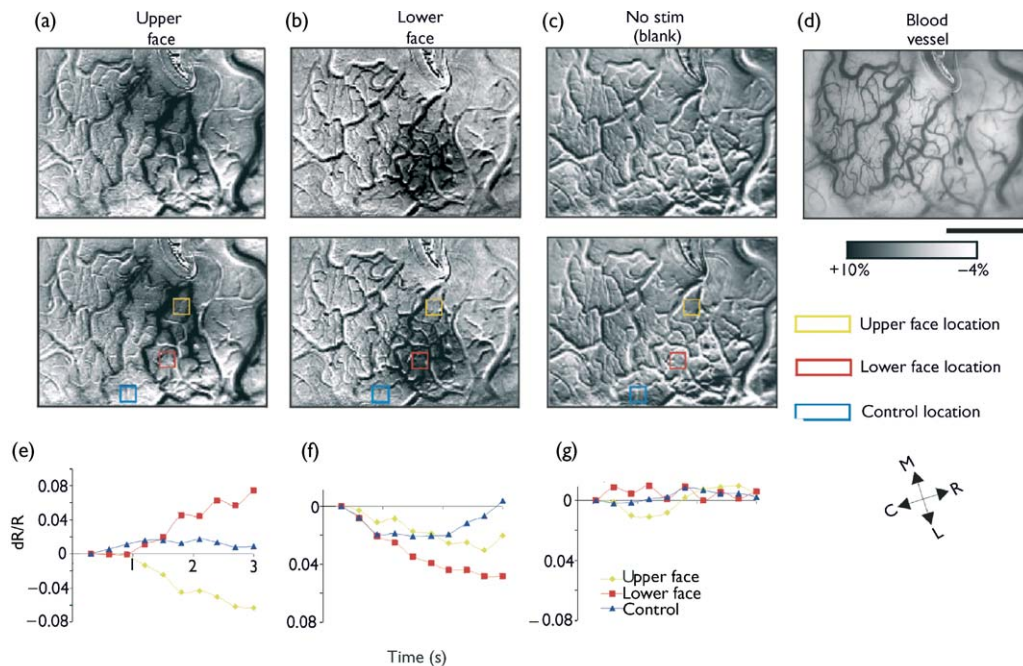 (a)
Upper
face
(b)
Lower
face
(c)
No stim
(blank)
(d)
Blood
vessel
+10%
−4%
Upper face location
Lower face location
Control location
(e)
dR/R
0.08
0.04
0
−0.04
−0.08
1
2
3
(f)
0
0.04
0.08
(g)
0
0.04
−0.08
Upper face
Lower face
Control
M
R
C
L
Time (s)